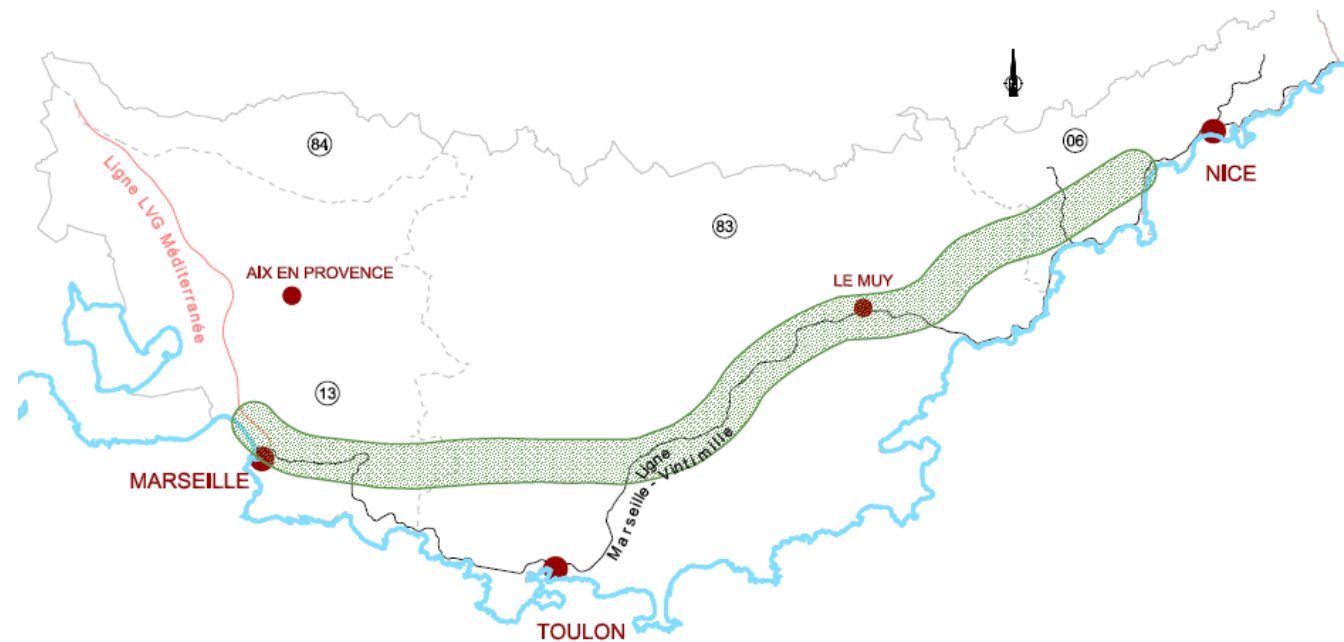 84
06
NICE
Ligne LVG Méditerranée
83
AIX EN PROVENCE
LE MUY
13
MARSEILLE
Ligne
Marseille - Vintimille
TOULON